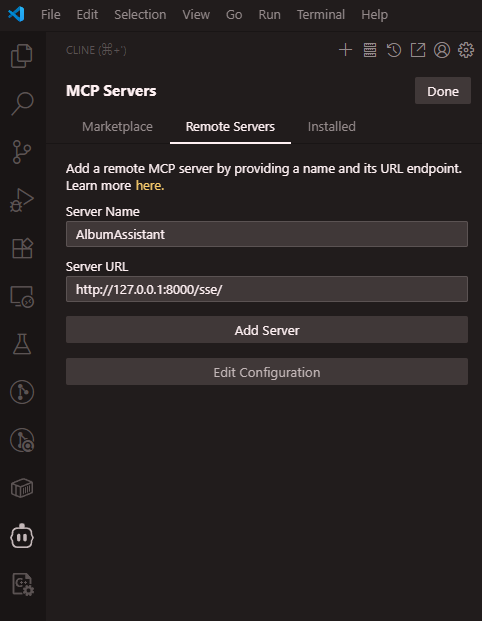 File Edit Selection View Go Run Terminal Help
CLINE (⌘+')
MCP Servers
Done
Marketplace Remote Servers Installed
Add a remote MCP server by providing a name and its URL endpoint.
Learn more here.
Server Name
AlbumAssistant
Server URL
http://127.0.0.1:8000/sse/
Add Server
Edit Configuration